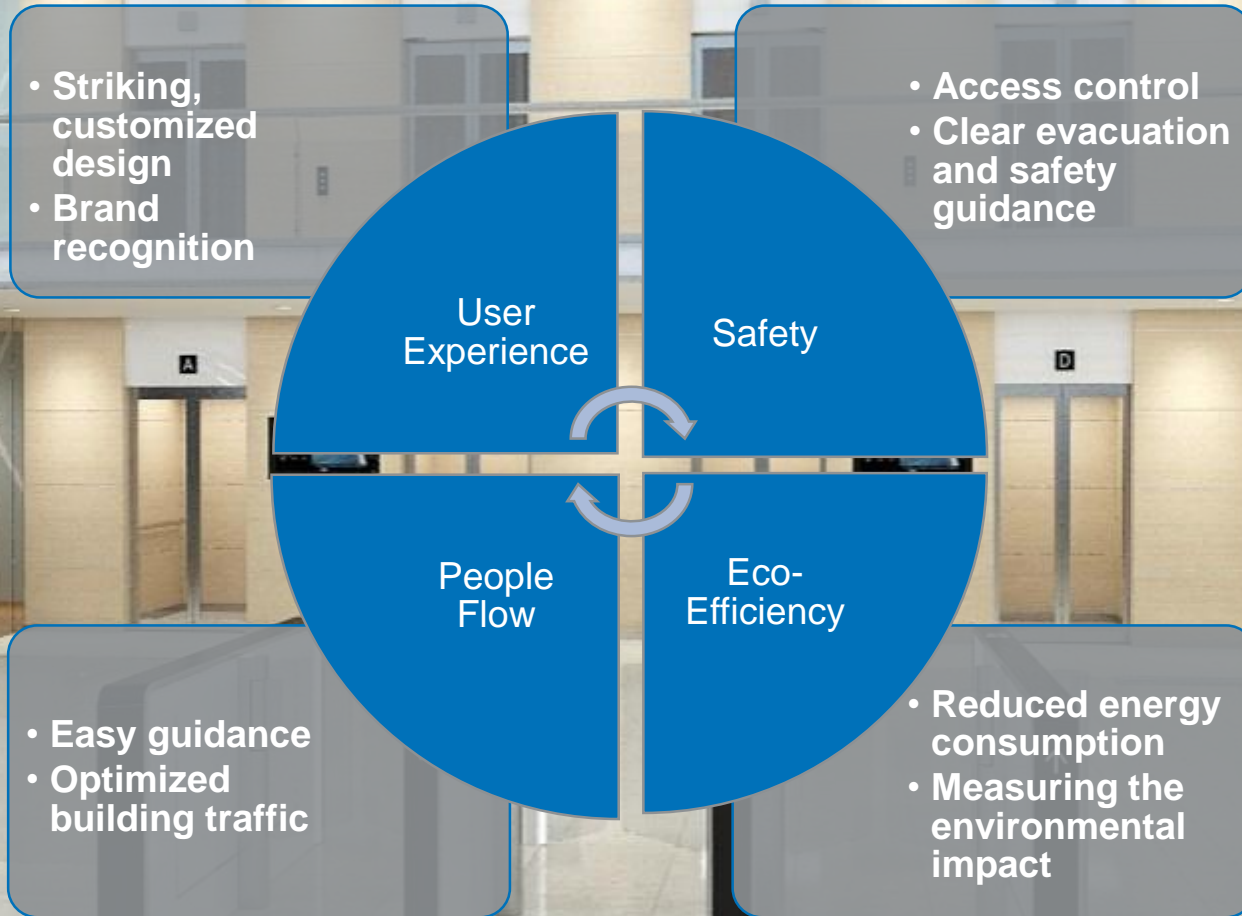 • Striking,
customized
design
• Brand
recognition
• Access control
• Clear evacuation
and safety
guidance
User
Experience
Safety
A
D
People
Flow
Eco-
Efficiency
• Easy guidance
• Optimized
building traffic
• Reduced energy
consumption
• Measuring the
environmental
impact